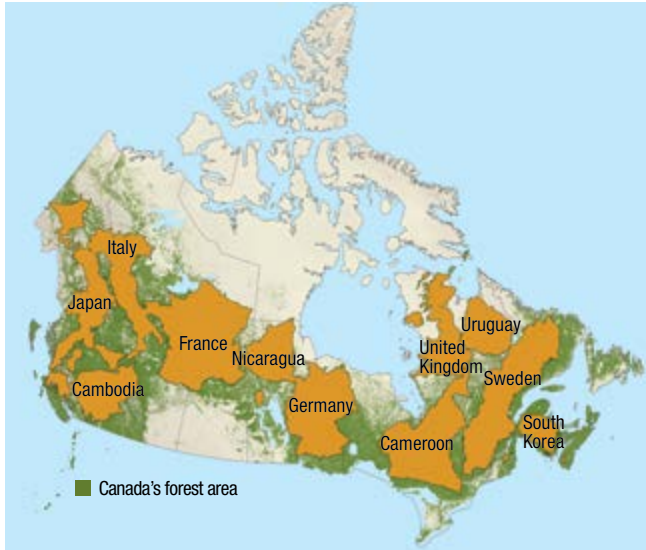 Italy
Japan
France
Nicaragua
Cambodia
Germany
Uruguay
United
Kingdom
Sweden
Cameroon
South
Korea
Canada's forest area